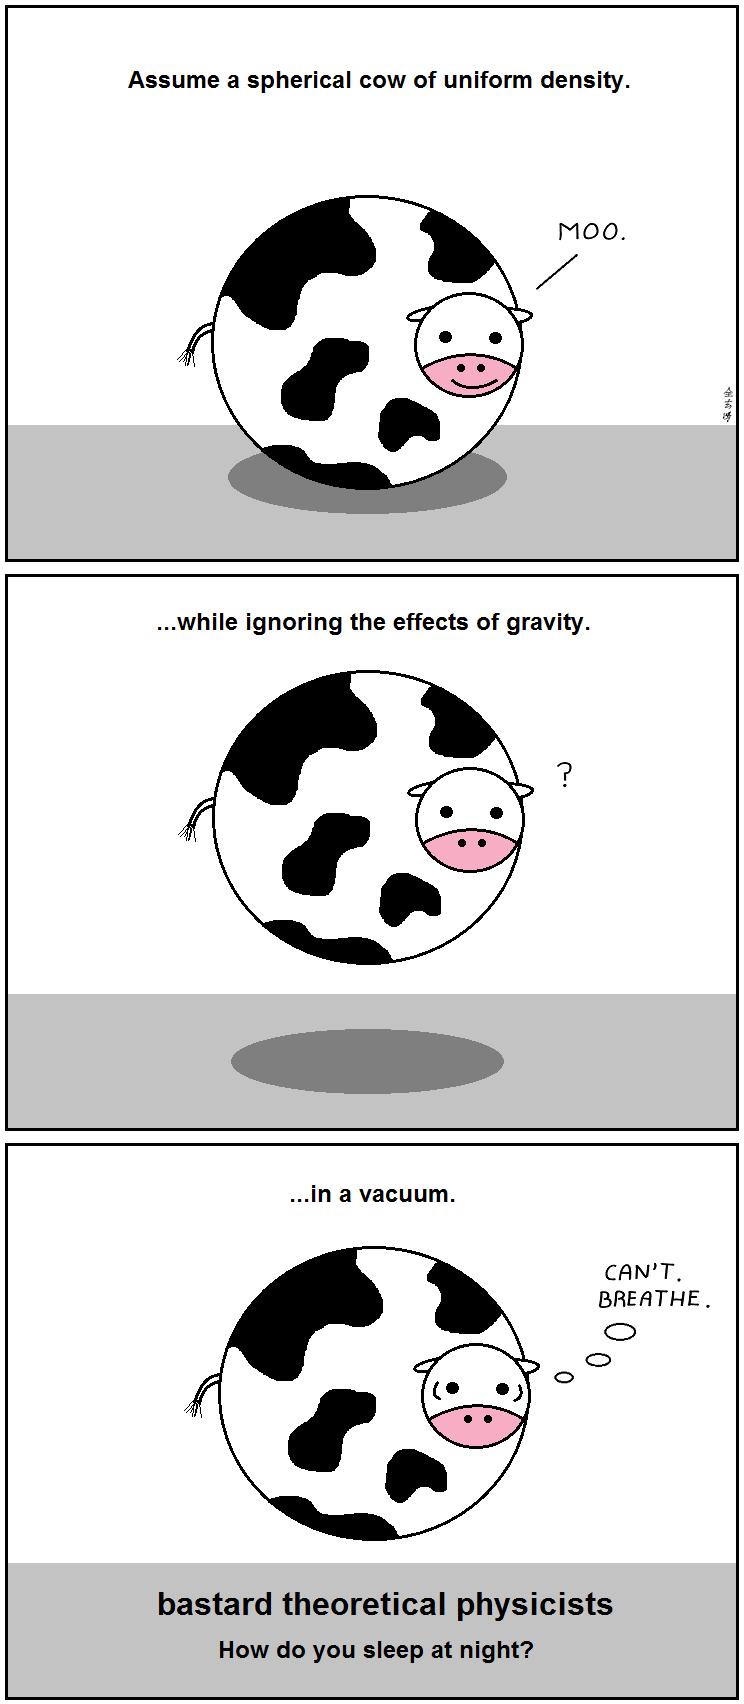 Assume a spherical cow of uniform density.
MOO.
...while ignoring the effects of gravity.
?
...in a vacuum.
CAN'T.
BREATHE.
bastard theoretical physicists
How do you sleep at night?